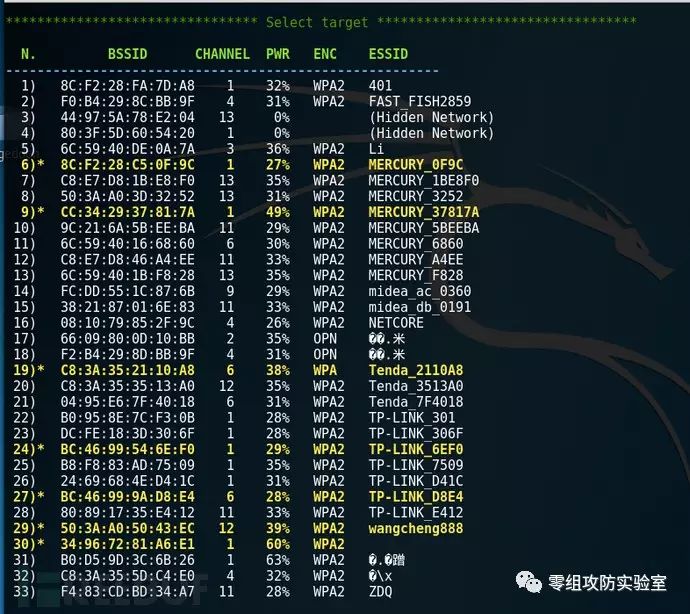 ****************************** Select target *******************************
N. BSSID CHANNEL PWR ENC ESSID
1) 8C:F2:28:FA:7D:A8 1 32% WPA2 401
2) F0:B4:29:8C:BB:9F 4 31% WPA2 FAST_FISH2859
3) 44:97:5A:78:E2:04 13 0% (Hidden Network)
4) 80:3F:5D:60:54:20 1 0% (Hidden Network)
5) 6C:59:40:DE:0A:7A 3 36% WPA2 Li
6)* 8C:F2:28:C5:0F:9C 1 27% WPA2 MERCURY_0F9C
7) C8:E7:D8:1B:E8:F0 13 35% WPA2 MERCURY_1BE8F0
8) 50:3A:A0:3D:32:52 13 31% WPA2 MERCURY_3252
9)* CC:34:29:37:81:7A 1 49% WPA2 MERCURY_37817A
10) 9C:21:6A:5B:EE:BA 11 29% WPA2 MERCURY_5BEEBA
11) 6C:59:40:16:68:60 6 30% WPA2 MERCURY_6860
12) C8:E7:D8:46:A4:EE 11 33% WPA2 MERCURY_A4EE
13) 6C:59:40:1B:F8:28 13 35% WPA2 MERCURY_F828
14) FC:DD:55:1C:87:6B 9 29% WPA2 midea_ac_0360
15) 38:21:87:01:6E:83 11 33% WPA2 midea_db_0191
16) 08:10:79:85:2F:9C 4 26% WPA2 NETCORE
17) 66:09:80:0D:10:BB 2 35% OPN ��.米
18) F2:B4:29:8D:BB:9F 4 31% OPN ��.米
19)* C8:3A:35:21:10:A8 6 38% WPA Tenda_2110A8
20) C8:3A:35:35:13:A0 12 35% WPA2 Tenda_3513A0
21) 04:95:E6:7F:40:18 6 31% WPA2 Tenda_7F4018
22) B0:95:8E:7C:F3:0B 1 28% WPA2 TP-LINK_301
23) DC:FE:18:3D:30:6F 1 28% WPA2 TP-LINK_306F
24)* BC:46:99:54:6E:F0 1 29% WPA2 TP-LINK_6EF0
25) B8:F8:83:AD:75:09 1 35% WPA2 TP-LINK_7509
26) 24:69:68:4E:D4:1C 1 31% WPA2 TP-LINK_D41C
27)* BC:46:99:9A:D8:E4 6 28% WPA2 TP-LINK_D8E4
28) 80:89:17:35:E4:12 11 33% WPA2 TP-LINK_E412
29)* 50:3A:A0:50:43:EC 12 39% WPA2 wangcheng888
30)* 34:96:72:81:A6:E1 1 60% WPA2
31) B0:D5:9D:3C:6B:26 1 63% WPA2 �.�蹭
32) C8:3A:35:5D:C4:E0 4 32% WPA2 �\x
33) F4:83:CD:BD:34:A7 11 28% WPA2 ZDQ
零组攻防实验室